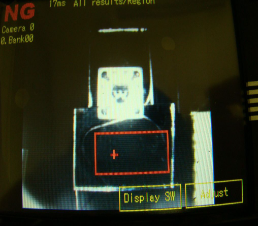 NG 17ms All results/Region
Camera 0
0.Bank00
Display SW
Adjust